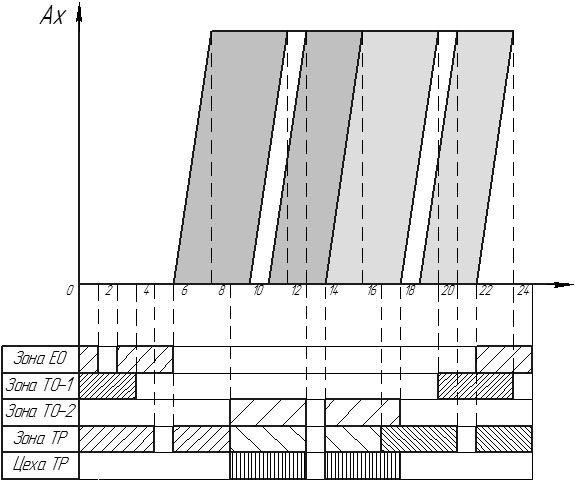 Ах
0 2 4 6 8 10 12 14 16 18 20 22 24
Зона ЕО
Зона ТО-1
Зона ТО-2
Зона ТР
Цеха ТР